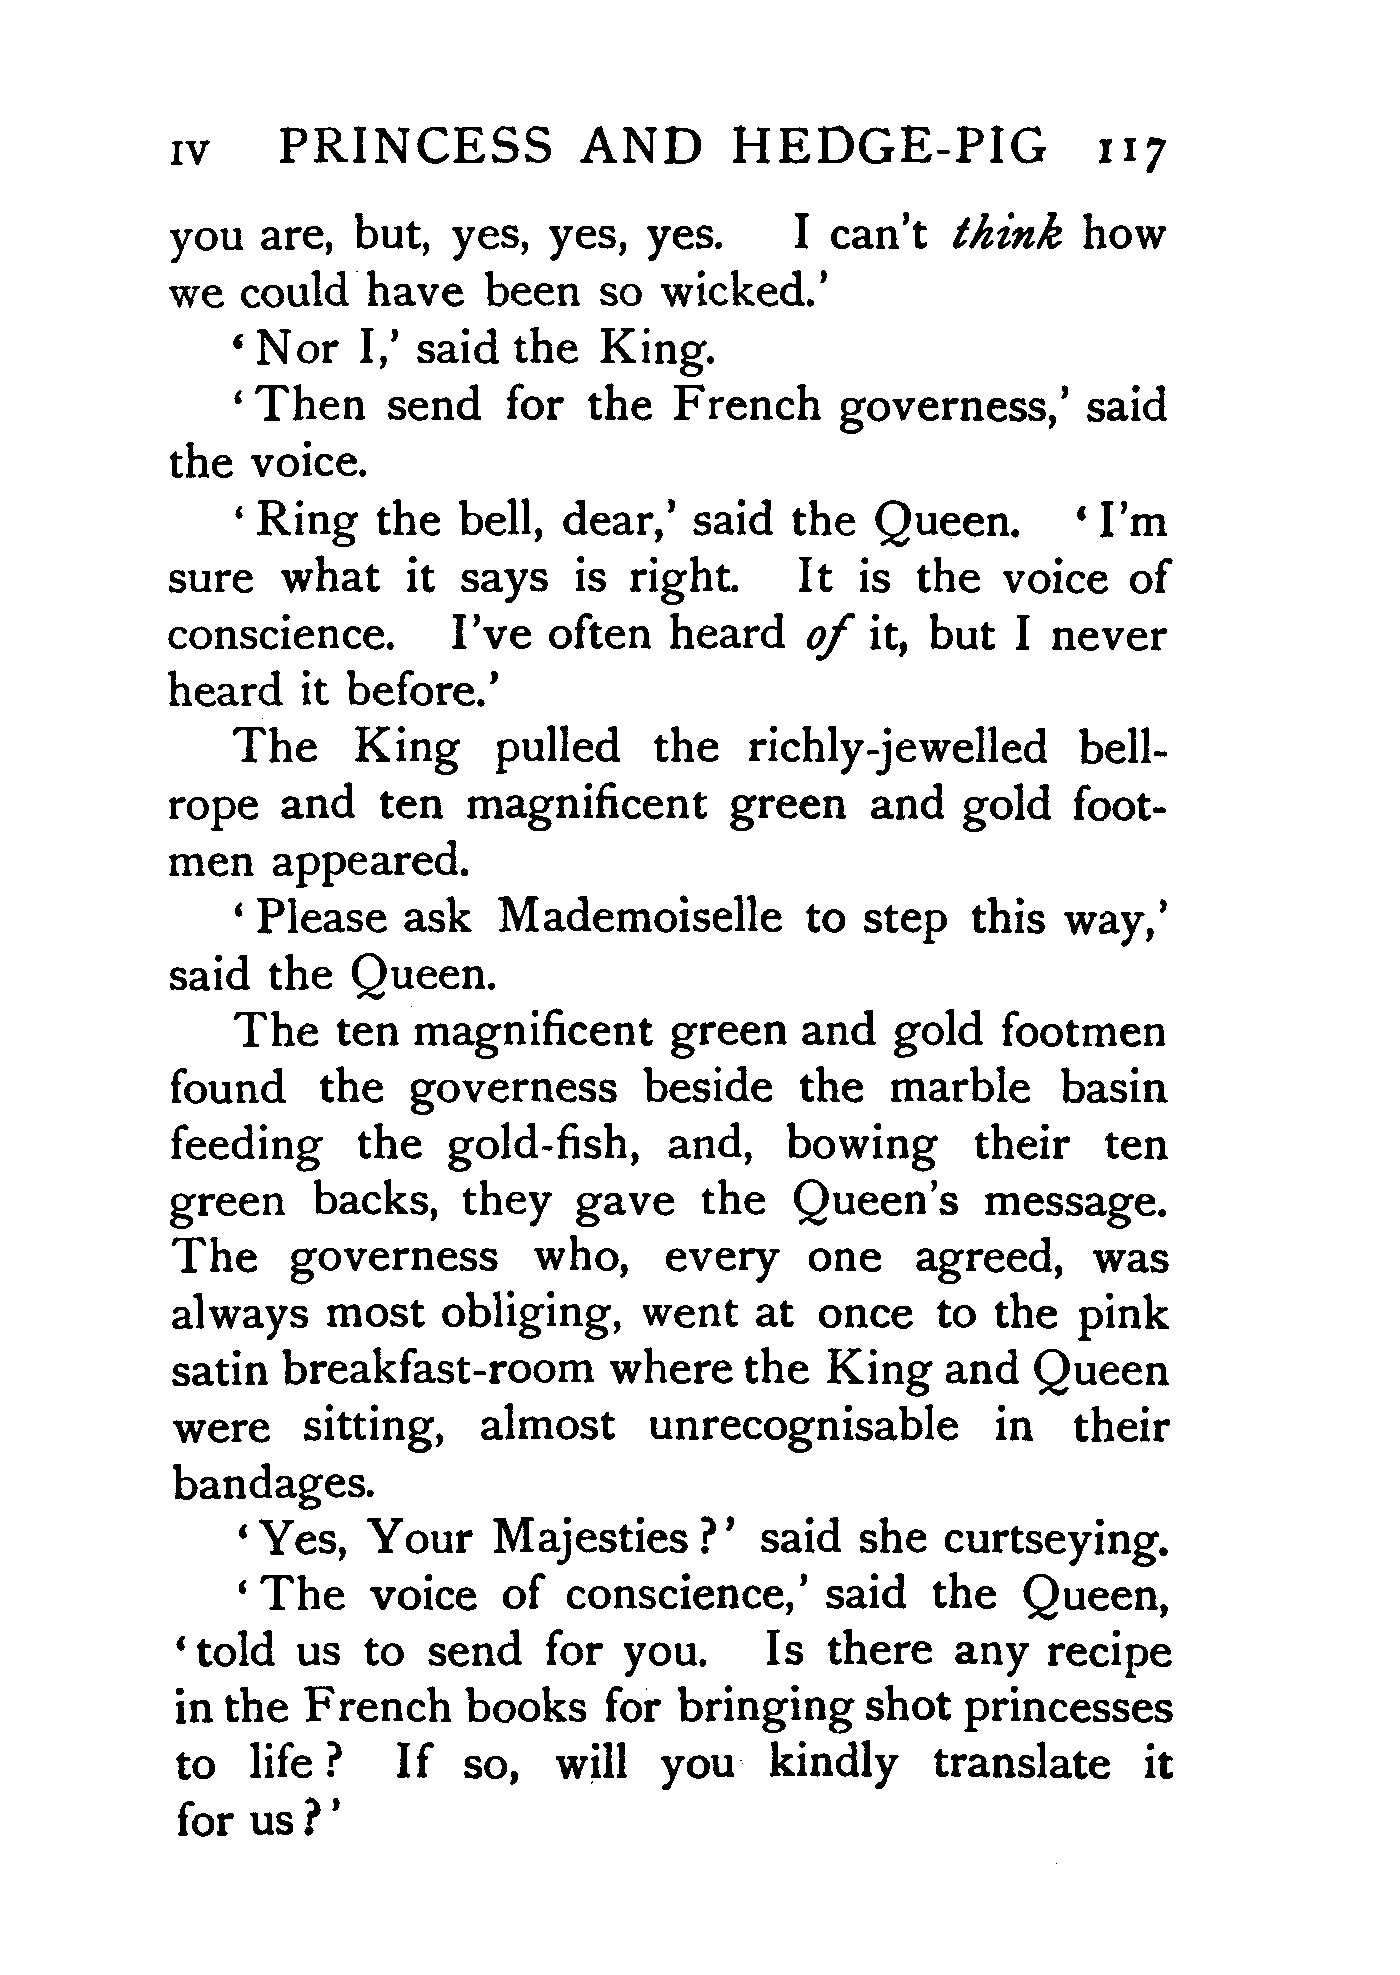 IV PRINCESS AND HEDGE-PIG 117
you are, but, yes, yes, yes. I can't think how
we could have been so wicked.'
‘Nor I,’ said the King.
‘Then send for the French governess,’ said
the voice.
‘Ring the bell, dear,’ said the Queen. ‘I'm
sure what it says is right. It is the voice of
conscience. I've often heard of it, but I never
heard it before.’
The King pulled the richly-jewelled bell-
rope and ten magnificent green and gold foot-
men appeared.
‘Please ask Mademoiselle to step this way,’
said the Queen.
The ten magnificent green and gold footmen
found the governess beside the marble basin
feeding the gold-fish, and, bowing their ten
green backs, they gave the Queen's message.
The governess who, every one agreed, was
always most obliging, went at once to the pink
satin breakfast-room where the King and Queen
were sitting, almost unrecognisable in their
bandages.
‘Yes, Your Majesties?’ said she curtseying.
‘The voice of conscience,’ said the Queen,
‘told us to send for you. Is there any recipe
in the French books for bringing shot princesses
to life? If so, will you kindly translate it
for us?’